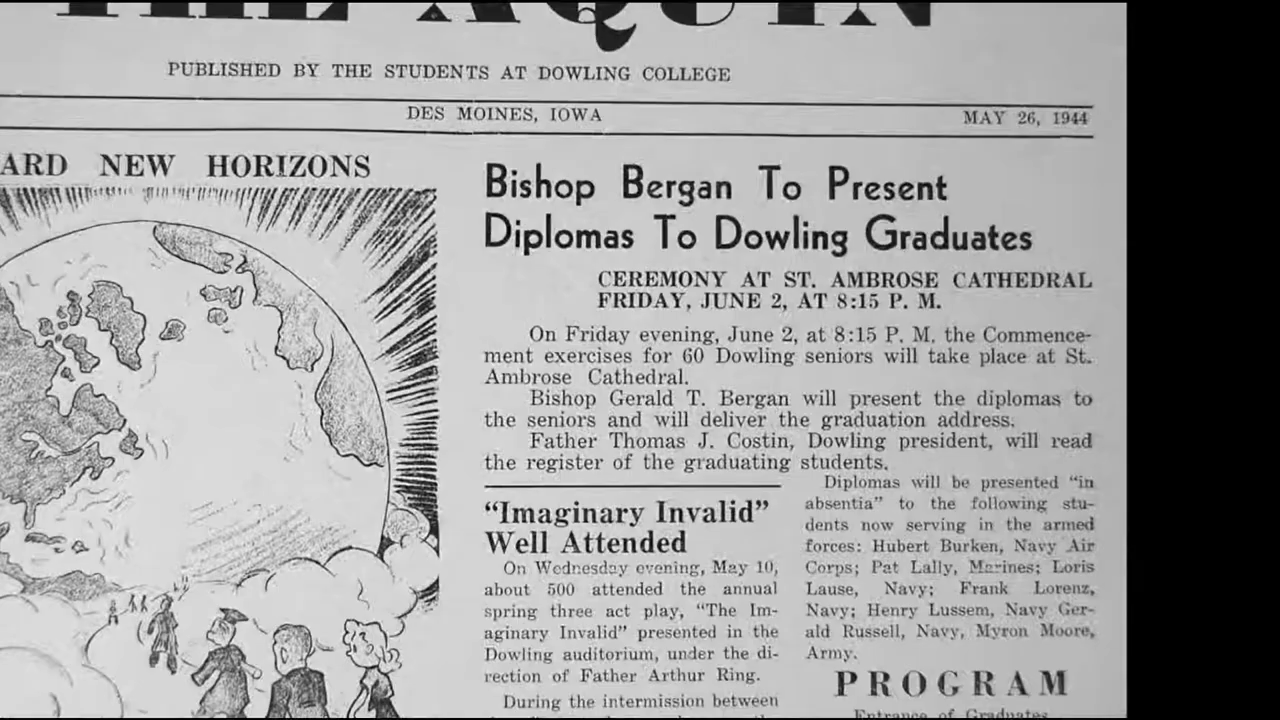 THE AQUIN
PUBLISHED BY THE STUDENTS AT DOWLING COLLEGE
DES MOINES, IOWA
MAY 26, 1944
ARD NEW HORIZONS
Bishop Bergan To Present
Diplomas To Dowling Graduates
CEREMONY AT ST. AMBROSE CATHEDRAL
FRIDAY, JUNE 2, AT 8:15 P. M.
On Friday evening, June 2, at 8:15 P. M. the Commence-
ment exercises for 60 Dowling seniors will take place at St.
Ambrose Cathedral.
Bishop Gerald T. Bergan will present the diplomas to
the seniors and will deliver the graduation address.
Father Thomas J. Costin, Dowling president, will read
the register of the graduating students.
"Imaginary Invalid"
Well Attended
On Wednesday evening, May 10,
about 500 attended the annual
spring three act play, "The Im-
aginary Invalid" presented in the
Dowling auditorium, under the di-
rection of Father Arthur Ring.
During the intermission between
Diplomas will be presented "in
absentia" to the following stu-
dents now serving in the armed
forces: Hubert Burken, Navy Air
Corps; Pat Lally, Marines; Loris
Lause, Navy; Frank Lorenz,
Navy; Henry Lussem, Navy Ger-
ald Russell, Navy, Myron Moore,
Army.
PROGRAM
Entrance of Graduates